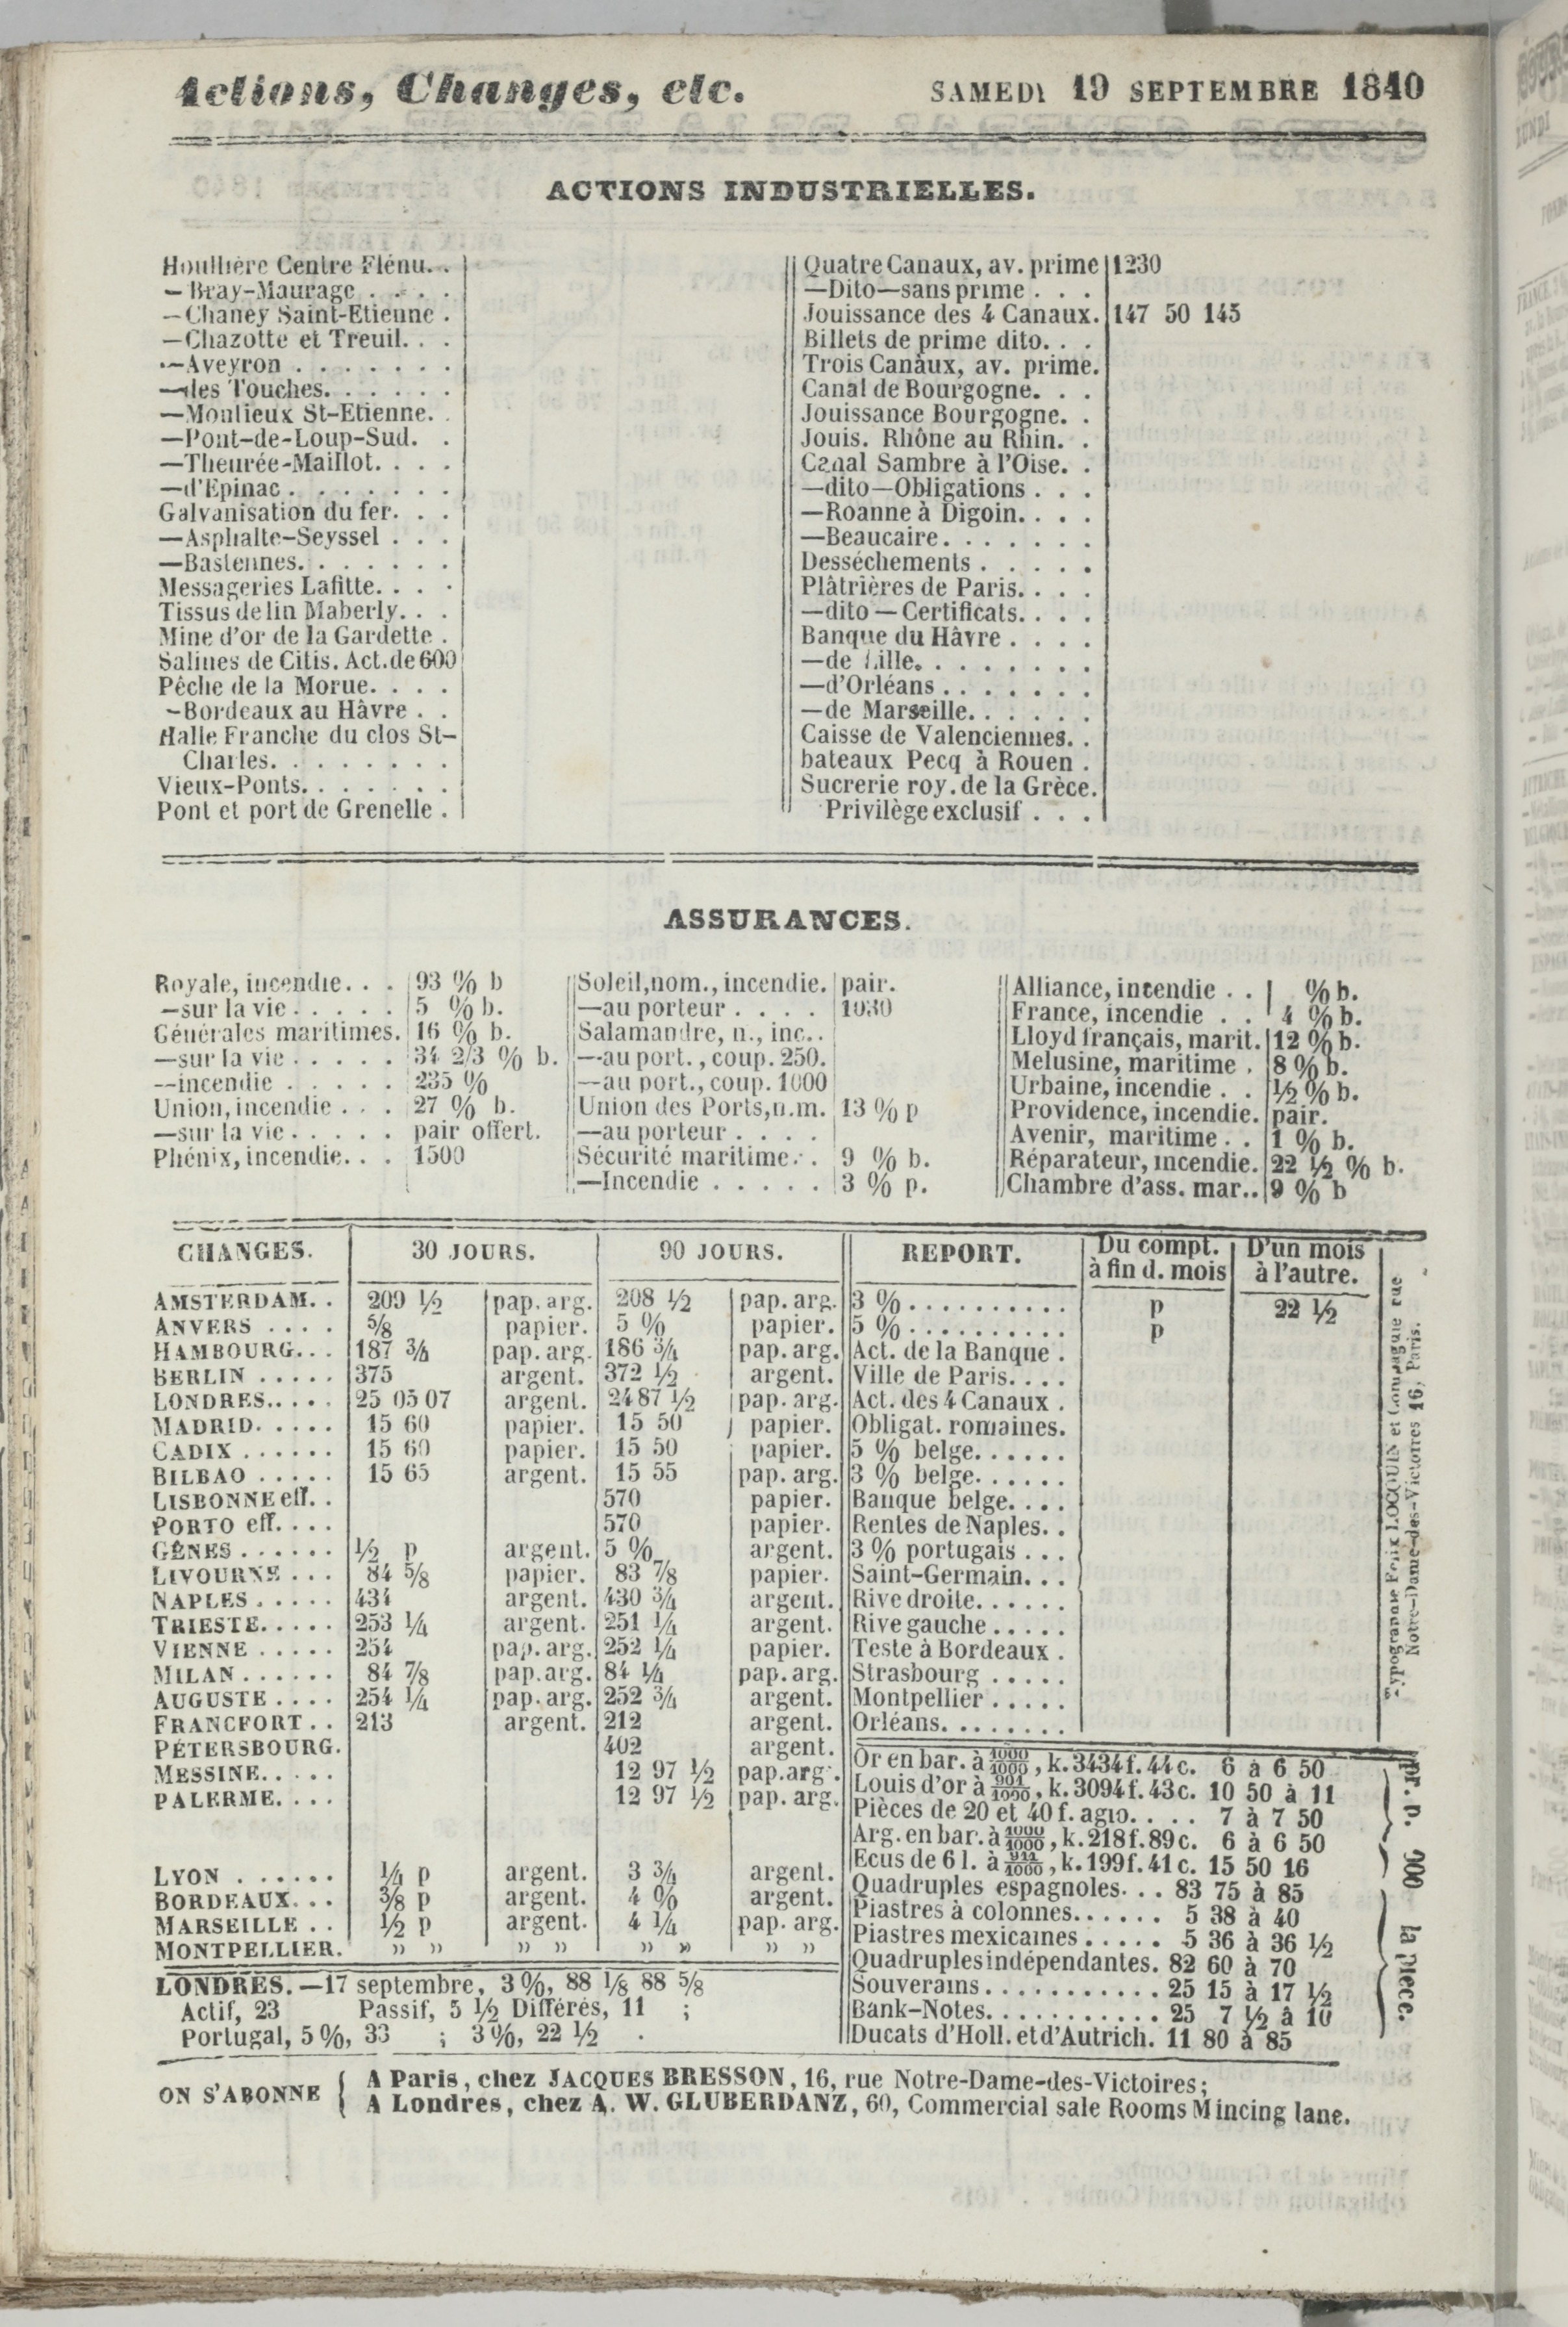 Actions, Changes, etc. SAMEDI 19 SEPTEMBRE 1840
ACTIONS INDUSTRIELLES.
Houllière Centre Flénu. .
— Bray-Maurage . . . .
—Chaney Saint-Etienne .
—Chazotte et Treuil. . .
—Aveyron . . . . . . .
—des Touches. . . . . .
—Monlieux St-Etienne. .
—Pont-de-Loup-Sud. .
—Theurée-Maillot. . . .
—d'Epinac . . . . . . .
Galvanisation du fer. . .
—Asphalte-Seyssel . . .
—Bastennes. . . . . . .
Messageries Lafitte. . . .
Tissus de lin Maberly. . .
Mine d'or de la Gardette .
Salines de Citis. Act. de 600
Pêche de la Morue. . . .
—Bordeaux au Hâvre . .
Halle Franche du clos St-
Charles. . . . . . . .
Vieux-Ponts. . . . . . .
Pont et port de Grenelle .
Quatre Canaux, av. prime 1230
—Dito—sans prime . . .
Jouissance des 4 Canaux. 147 50 145
Billets de prime dito. . .
Trois Canaux, av. prime.
Canal de Bourgogne. . .
Jouissance Bourgogne. .
Jouis. Rhône au Rhin. .
Canal Sambre à l'Oise. .
—dito—Obligations . . .
—Roanne à Digoin. . . .
—Beaucaire. . . . . . .
Desséchements . . . . .
Plâtrières de Paris. . . .
—dito — Certificats. . . .
Banque du Hâvre . . . .
—de Lille. . . . . . . .
—d'Orléans . . . . . . .
—de Marseille. . . . . .
Caisse de Valenciennes. .
bateaux Pecq à Rouen .
Sucrerie roy. de la Grèce.
Privilège exclusif . . .
ASSURANCES.
Royale, incendie. . . 93 % b
—sur la vie . . . . . 5 % b.
Générales maritimes. 16 % b.
—sur la vie . . . . . 34 2/3 % b.
—incendie . . . . . 235 %
Union, incendie . . . 27 % b.
—sur la vie . . . . . pair offert.
Phénix, incendie. . . 1500
Soleil, nom., incendie. pair.
—au porteur . . . . 1030
Salamandre, n., inc. .
—au port., coup. 250.
—au port., coup. 1000
Union des Ports, n.m. 13 % p
—au porteur . . . .
Sécurité maritime. . 9 % b.
—Incendie . . . . . 3 % p.
Alliance, incendie . . % b.
France, incendie . . 4 % b.
Lloyd français, marit. 12 % b.
Melusine, maritime . 8 % b.
Urbaine, incendie . . ½ % b.
Providence, incendie. pair.
Avenir, maritime . . 1 % b.
Réparateur, incendie. 22 ½ % b.
Chambre d'ass. mar.. 9 % b
CHANGES. 30 JOURS. 90 JOURS.
AMSTERDAM. . 209 ½ pap. arg. 208 ½ pap. arg.
ANVERS . . . . ⅝ papier. 5 % papier.
HAMBOURG. . . 187 pap. arg. 186 ¾ pap. arg.
BERLIN . . . . . 375 argent. 372 ½ argent.
LONDRES. . . . . 25 05 07 argent. 24 87 ½ pap. arg.
MADRID. . . . . 15 60 papier. 15 50 papier.
CADIX . . . . . . 15 60 papier. 15 50 papier.
BILBAO . . . . . 15 65 argent. 15 55 pap. arg.
LISBONNE eff. . 570 papier.
PORTO eff. . . . 570 papier.
GÊNES . . . . . . ½ p argent. 5 % argent.
LIVOURNE . . . 84 ⅝ papier. 83 ⅞ papier.
NAPLES . . . . . 434 argent. 430 ¾ argent.
TRIESTE. . . . . 253 ¼ argent. 251 ¼ argent.
VIENNE . . . . . 254 pap. arg. 252 ¼ papier.
MILAN . . . . . . 84 ⅞ pap. arg. 84 ¼ pap. arg.
AUGUSTE . . . . 254 ¼ pap. arg. 252 ¾ argent.
FRANCFORT . . 213 argent. 212 argent.
PÉTERSBOURG. 402 argent.
MESSINE. . . . . 12 97 ½ pap. arg.
PALERME. . . . 12 97 ½ pap. arg.
LYON . . . . . . ¼ p argent. 3 ¾ argent.
BORDEAUX. . . ⅜ p argent. 4 % argent.
MARSEILLE . . ½ p argent. 4 ¼ pap. arg.
MONTPELLIER. » » » » » » » »
LONDRES. —17 septembre, 3 %, 88 ⅛ 88 ⅝
Actif, 23 Passif, 5 ½ Différés, 11 ;
Portugal, 5 %, 33 ; 3 %, 22 ½ .
REPORT. Du compt. à fin d. mois D'un mois à l'autre.
3 % . . . . . . . . . . p 22 ½
5 % . . . . . . . . . . p
Act. de la Banque .
Ville de Paris. . . .
Act. des 4 Canaux .
Obligat. romaines.
5 % belge. . . . . .
3 % belge. . . . . .
Banque belge. . . .
Rentes de Naples. .
3 % portugais . . .
Saint-Germain. . .
Rive droite. . . . . .
Rive gauche . . . . .
Teste à Bordeaux .
Strasbourg . . . . .
Montpellier . . . . .
Orléans. . . . . . . .
Typographie Felix LOCQUIN et Compagnie rue
Notre-Dame-des-Victoires 16, Paris.
Or en bar. à 1000/1000, k. 3434 f. 44 c. 6 à 6 50
Louis d'or à 901/1000, k. 3094 f. 43 c. 10 50 à 11
Pièces de 20 et 40 f. agio. . . . 7 à 7 50
Arg. en bar. à 1000/1000, k. 218 f. 89 c. 6 à 6 50
Ecus de 6 l. à 911/1000, k. 199 f. 41 c. 15 50 16
Quadruples espagnoles. . . 83 75 à 85
Piastres à colonnes. . . . . . 5 38 à 40
Piastres mexicaines . . . . . 5 36 à 36 ½
Quadruples indépendantes. 82 60 à 70
Souverains . . . . . . . . . . . 25 15 à 17 ½
Bank-Notes. . . . . . . . . . . 25 7 ½ à 10
Ducats d'Holl. et d'Autrich. 11 80 à 85
pr. p. 000
la pièce.
ON S'ABONNE
A Paris, chez JACQUES BRESSON, 16, rue Notre-Dame-des-Victoires;
A Londres, chez A. W. GLUBERDANZ, 60, Commercial sale Rooms Mincing lane.